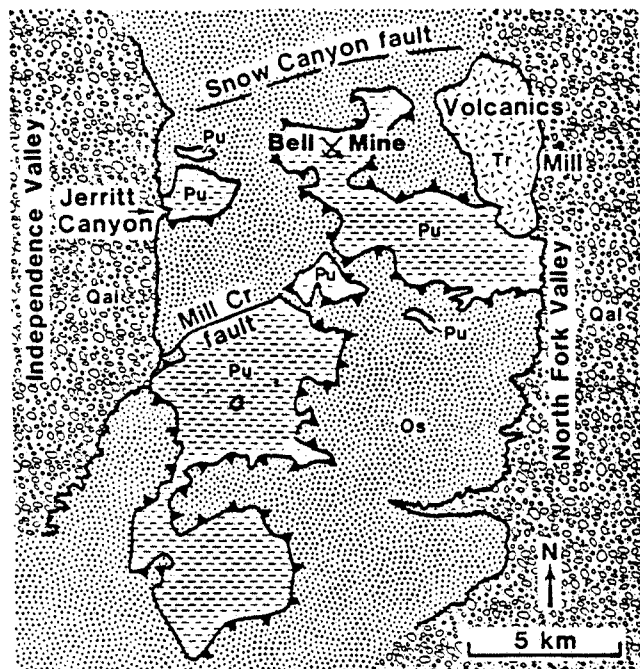 Snow Canyon fault
Volcanics
Pu
Bell Mine
Tr
Mill
Jerritt
Canyon
Pu
Pu
Pu
Independence Valley
Qal
Mill Cr.
fault
Pu
Pu
Os
North Fork Valley
Qal
N
5 km